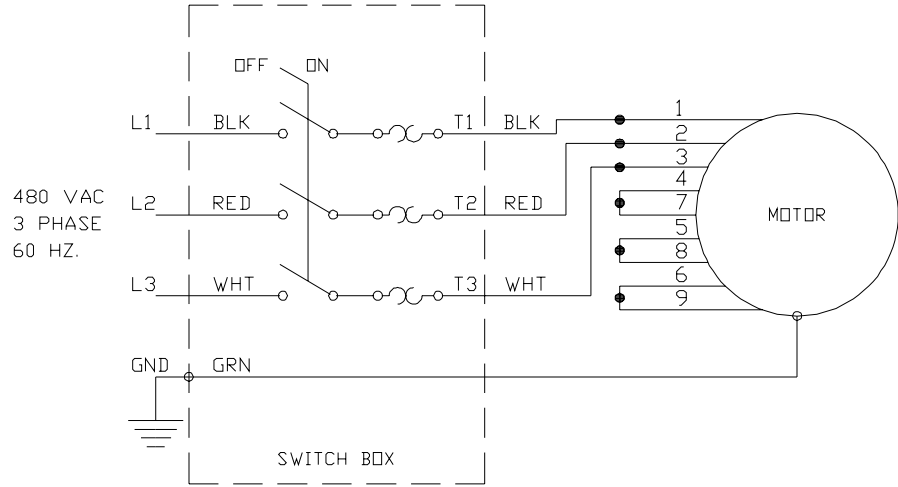 OFF ON
L1 BLK T1 BLK 1
2
3
480 VAC
3 PHASE
60 HZ.
L2 RED T2 RED 4
7
MOTOR
5
8
L3 WHT T3 WHT 6
9
GND GRN
SWITCH BOX